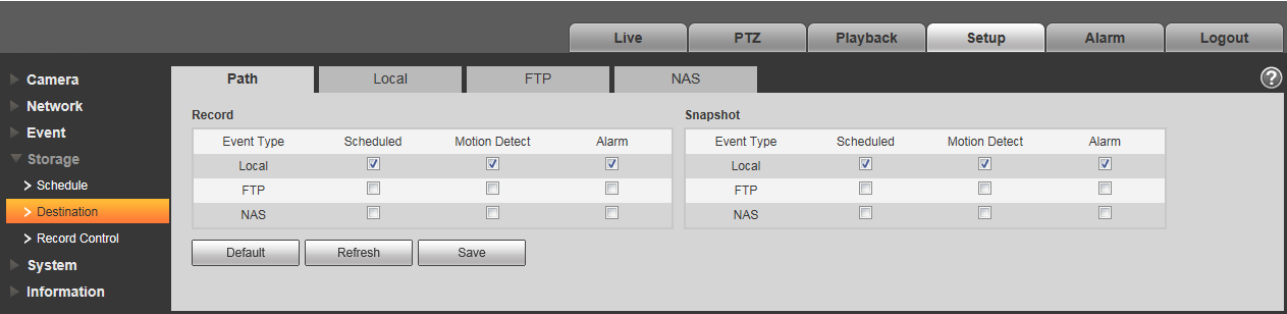 Live PTZ Playback Setup Alarm Logout
Camera
Network
Event
Storage
> Schedule
> Destination
> Record Control
System
Information
Path Local FTP NAS ?
Record
Event Type Scheduled Motion Detect Alarm
Local
FTP
NAS
Snapshot
Event Type Scheduled Motion Detect Alarm
Local
FTP
NAS
Default Refresh Save